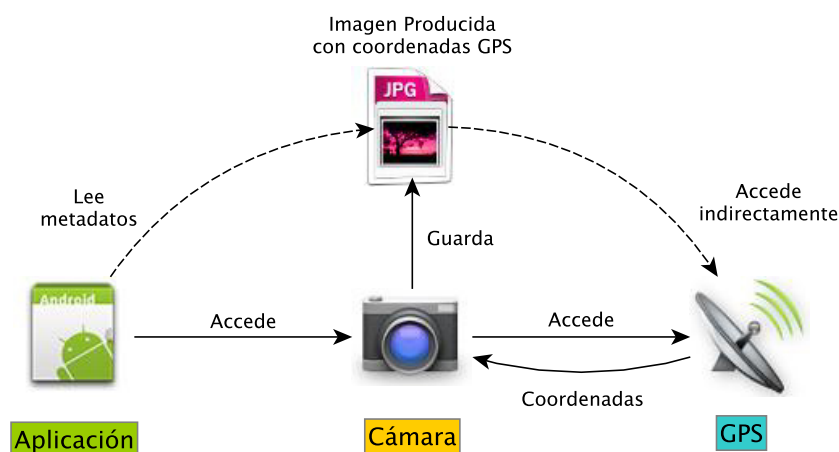 Imagen Producida
con coordenadas GPS
JPG
Lee
metadatos
Accede
indirectamente
Guarda
Android
Accede
Accede
Coordenadas
Aplicación
Cámara
GPS